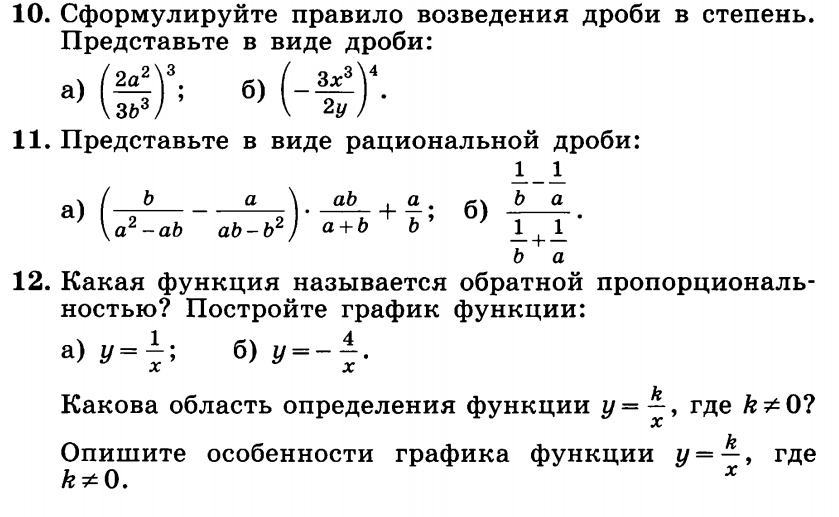 10. Сформулируйте правило возведения дроби в степень.
Представьте в виде дроби:
а) (2a²/3b³)³; б) (−3x³/2y)⁴.
11. Представьте в виде рациональной дроби:
а) (b/(a²−ab) − a/(ab−b²)) · ab/(a+b) + a/b; б) (1/b − 1/a)/(1/b + 1/a).
12. Какая функция называется обратной пропорциональ-
ностью? Постройте график функции:
а) y = 1/x; б) y = −4/x.
Какова область определения функции y = k/x, где k ≠ 0?
Опишите особенности графика функции y = k/x, где
k ≠ 0.